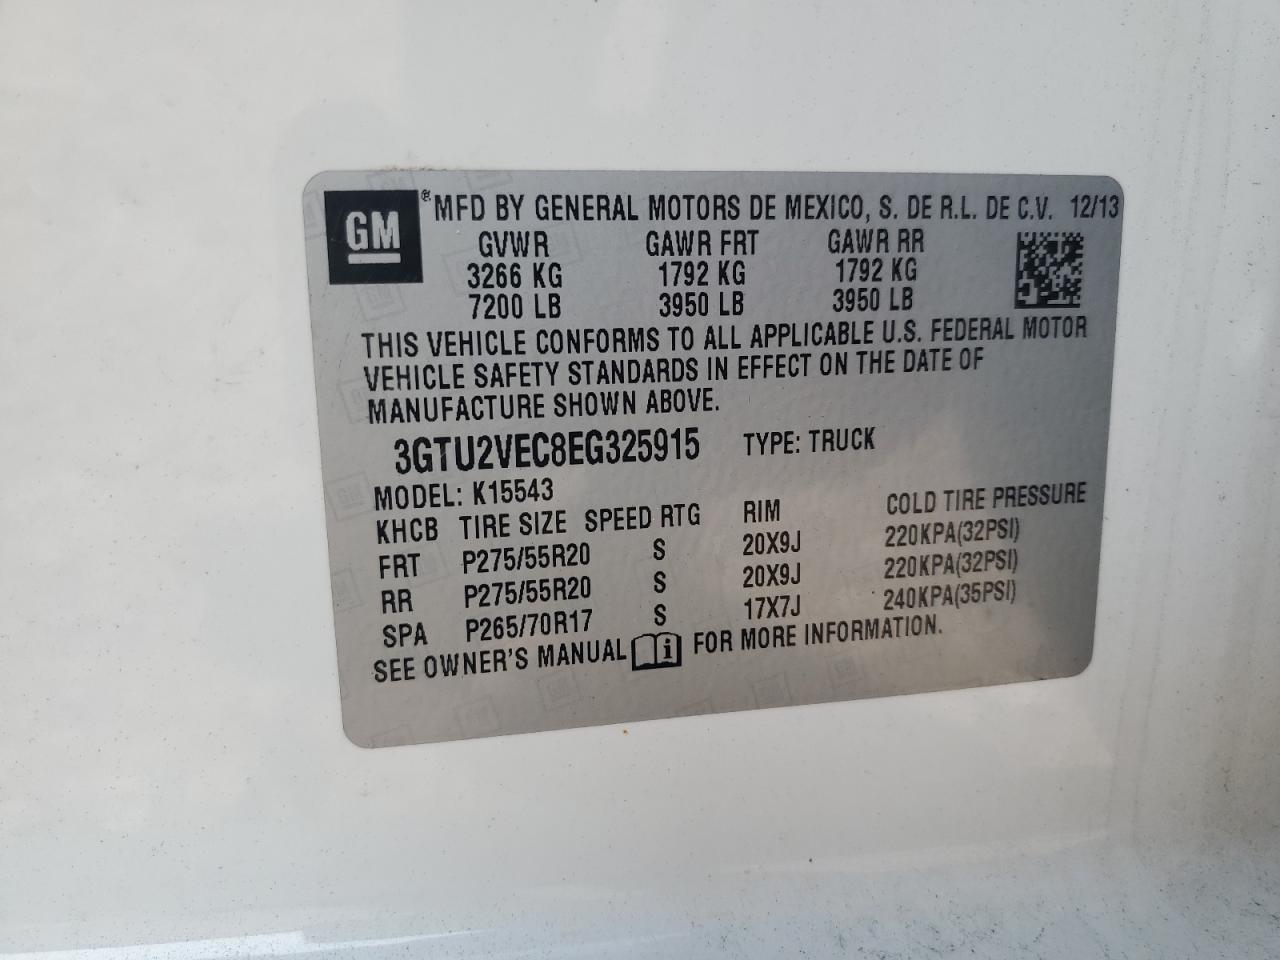 GM ® MFD BY GENERAL MOTORS DE MEXICO, S. DE R.L. DE C.V. 12/13
GVWR GAWR FRT GAWR RR
3266 KG 1792 KG 1792 KG
7200 LB 3950 LB 3950 LB
THIS VEHICLE CONFORMS TO ALL APPLICABLE U.S. FEDERAL MOTOR
VEHICLE SAFETY STANDARDS IN EFFECT ON THE DATE OF
MANUFACTURE SHOWN ABOVE.
3GTU2VEC8EG325915 TYPE: TRUCK
MODEL: K15543
KHCB TIRE SIZE SPEED RTG RIM COLD TIRE PRESSURE
FRT P275/55R20 S 20X9J 220KPA(32PSI)
RR P275/55R20 S 20X9J 220KPA(32PSI)
SPA P265/70R17 S 17X7J 240KPA(35PSI)
SEE OWNER'S MANUAL i FOR MORE INFORMATION.